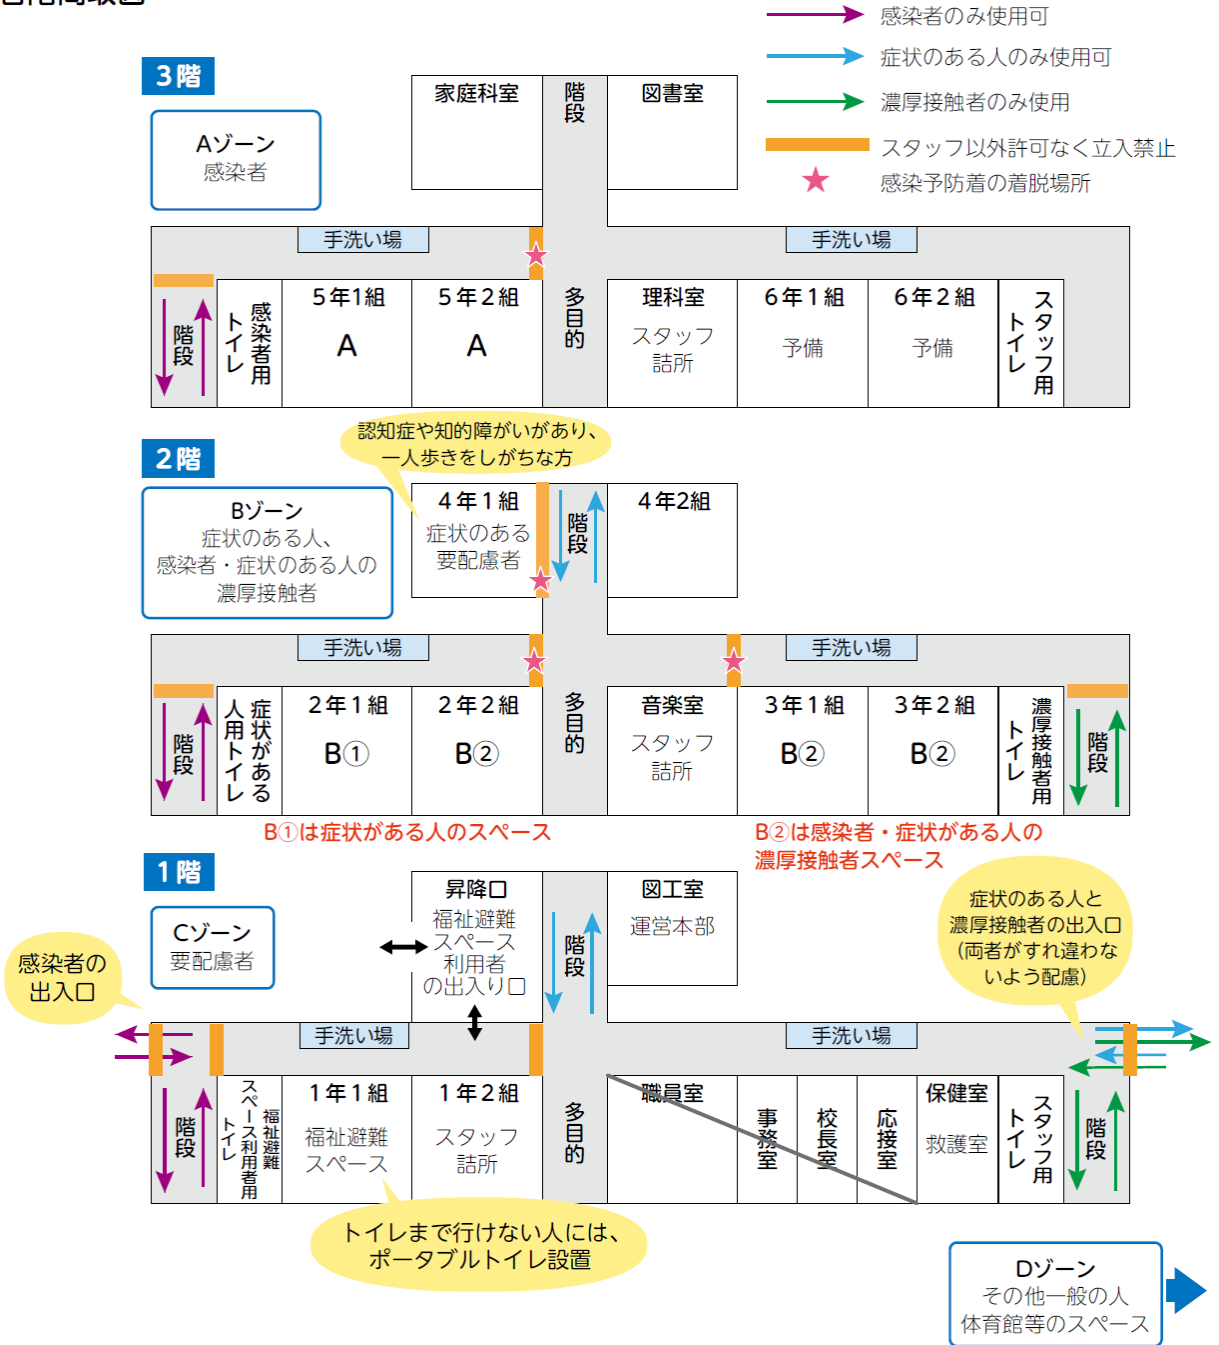 感染者のみ使用可
症状のある人のみ使用可
濃厚接触者のみ使用
スタッフ以外許可なく立入禁止
感染予防着の着脱場所
3階
Aゾーン
感染者
家庭科室
階段
図書室
手洗い場
手洗い場
階段
感染者用
トイレ
5年1組
A
5年2組
A
多目的
理科室
スタッフ
詰所
6年1組
予備
6年2組
予備
スタッフ用
トイレ
認知症や知的障がいがあり、
一人歩きをしがちな方
2階
Bゾーン
症状のある人、
感染者・症状のある人の
濃厚接触者
4年1組
症状のある
要配慮者
階段
4年2組
手洗い場
手洗い場
階段
症状がある
人用トイレ
2年1組
B①
2年2組
B②
多目的
音楽室
スタッフ
詰所
3年1組
B②
3年2組
B②
濃厚接触者用
トイレ
階段
B①は症状がある人のスペース
B②は感染者・症状がある人の
濃厚接触者スペース
1階
Cゾーン
要配慮者
感染者の
出入口
昇降口
福祉避難
スペース
利用者
の出入り口
階段
図工室
運営本部
症状のある人と
濃厚接触者の出入口
(両者がすれ違わな
いよう配慮)
手洗い場
手洗い場
階段
福祉避難
スペース利用者用
トイレ
1年1組
福祉避難
スペース
1年2組
スタッフ
詰所
多目的
職員室
事務室
校長室
応接室
保健室
救護室
スタッフ用
トイレ
階段
トイレまで行けない人には、
ポータブルトイレ設置
Dゾーン
その他一般の人
体育館等のスペース